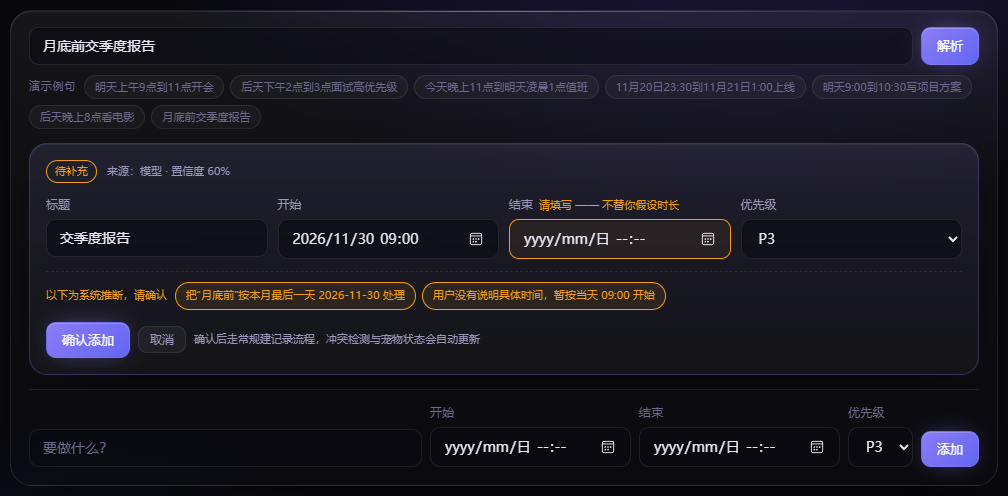 月底前交季度报告 解析
演示例句 明天上午9点到11点开会 后天下午2点到3点面试高优先级 今天晚上11点到明天凌晨1点值班 11月20日23:30到11月21日1:00上线 明天9:00到10:30写项目方案
后天晚上8点看电影 月底前交季度报告
待补充 来源：模型 · 置信度 60%
标题 开始 结束 请填写 —— 不替你假设时长 优先级
交季度报告 2026/11/30 09:00 yyyy/mm/日 --:-- P3
以下为系统推断，请确认 把"月底前"按本月最后一天 2026-11-30 处理 用户没有说明具体时间，暂按当天 09:00 开始
确认添加 取消 确认后走常规建记录流程，冲突检测与宠物状态会自动更新
开始 结束 优先级
要做什么？ yyyy/mm/日 --:-- yyyy/mm/日 --:-- P3 添加